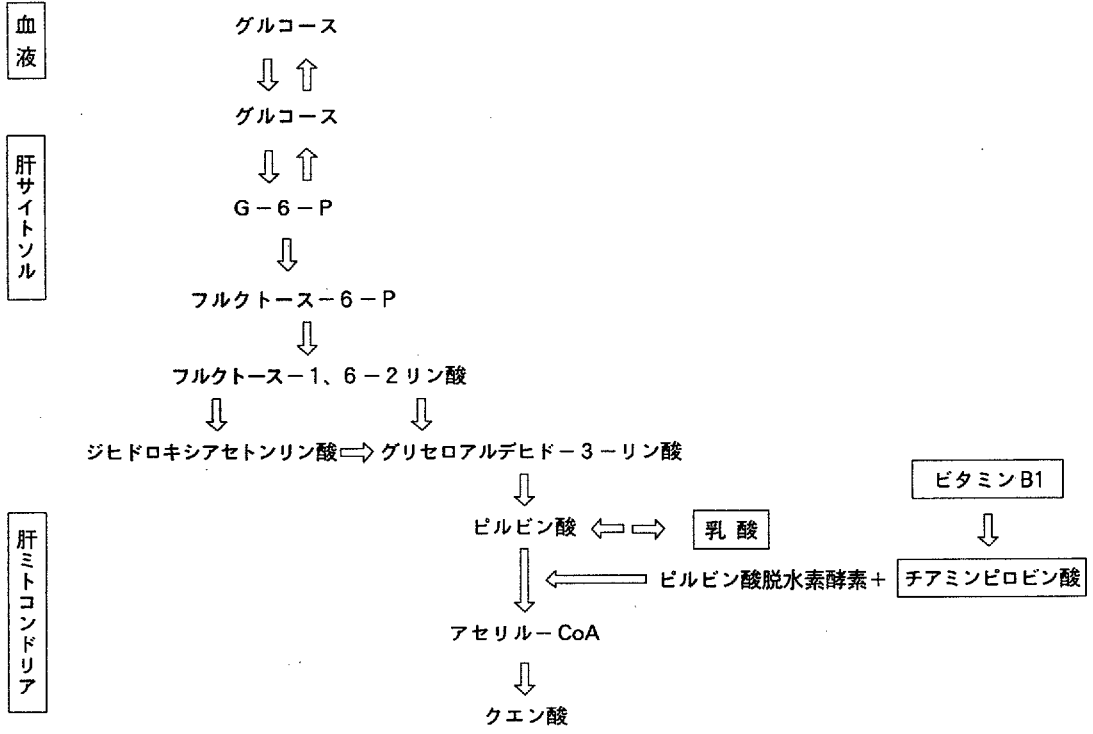 血液
グルコース
グルコース
肝サイトソル
G－6－P
フルクトース－6－P
フルクトース－1、6－2リン酸
ジヒドロキシアセトンリン酸
グリセロアルデヒド－3－リン酸
ビタミンB1
肝ミトコンドリア
ピルビン酸
乳酸
ピルビン酸脱水素酵素＋
チアミンピロビン酸
アセリル－CoA
クエン酸